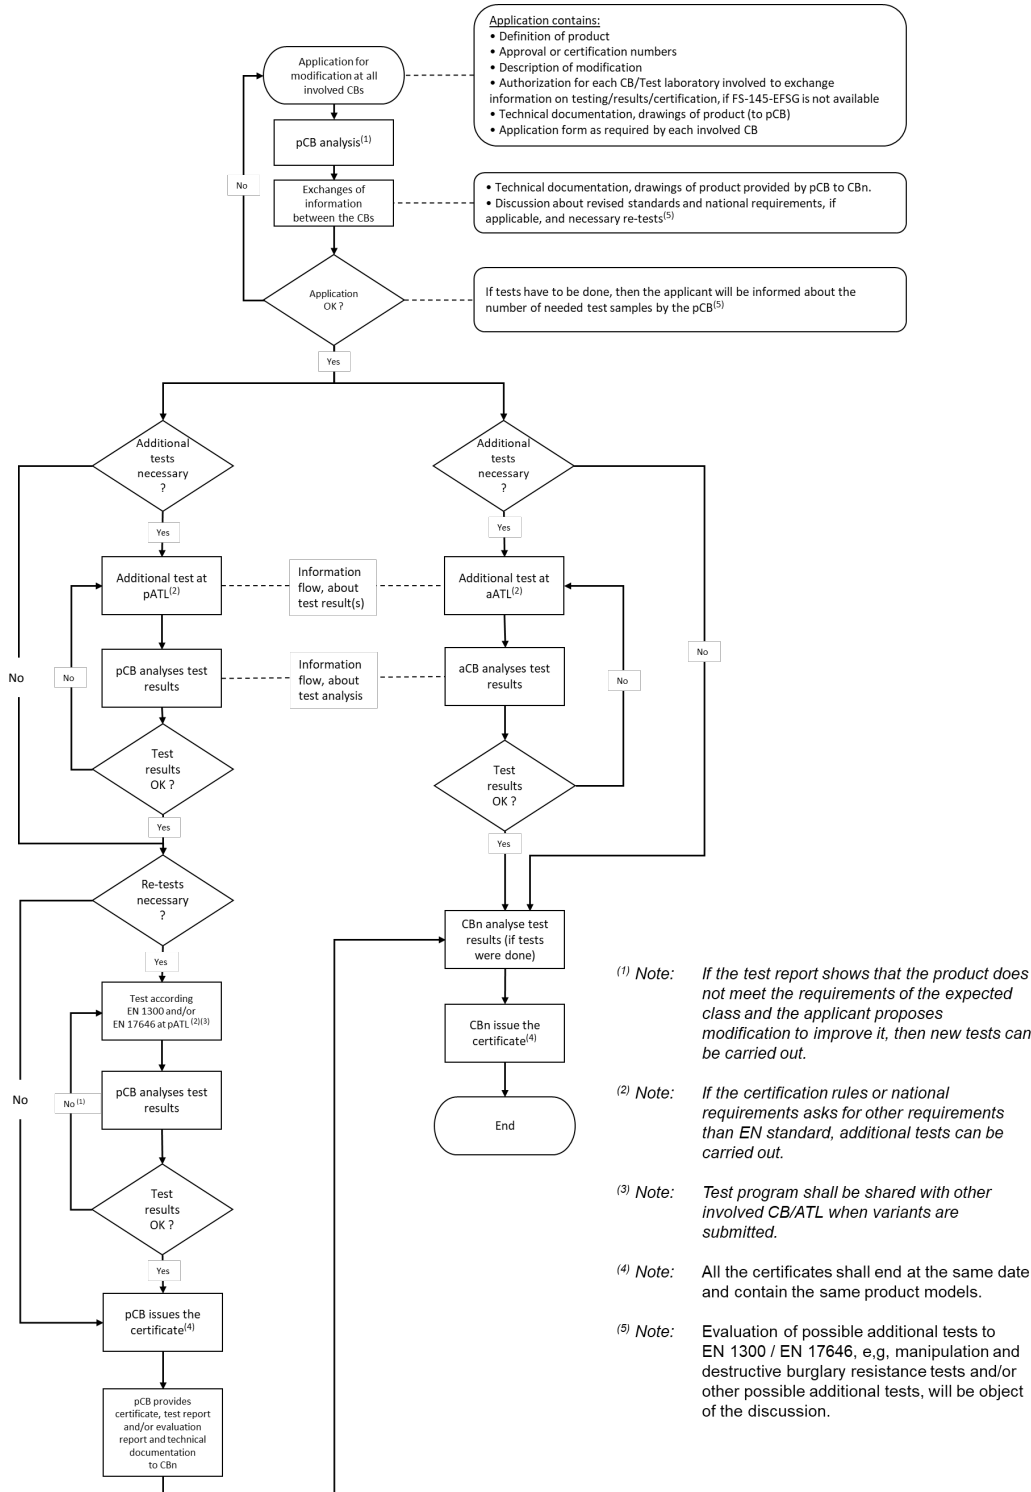 Application contains:
• Definition of product
• Approval or certification numbers
• Description of modification
• Authorization for each CB/Test laboratory involved to exchange
information on testing/results/certification, if FS-145-EFSG is not available
• Technical documentation, drawings of product (to pCB)
• Application form as required by each involved CB
Application for
modification at all
involved CBs
pCB analysis(1)
No
Exchanges of
information
between the CBs
• Technical documentation, drawings of product provided by pCB to CBn.
• Discussion about revised standards and national requirements, if
applicable, and necessary re-tests(5)
Application
OK ?
If tests have to be done, then the applicant will be informed about the
number of needed test samples by the pCB(5)
Yes
Additional
tests
necessary
?
Additional
tests
necessary
?
Yes
Yes
Additional test at
pATL(2)
Information
flow, about
test result(s)
Additional test at
aATL(2)
No
No
pCB analyses test
results
Information
flow, about
test analysis
aCB analyses test
results
No
No
Test
results
OK ?
Test
results
OK ?
Yes
Yes
Re-tests
necessary
?
CBn analyse test
results (if tests
were done)
Yes
Test according
EN 1300 and/or
EN 17646 at pATL(2)(3)
CBn issue the
certificate(4)
No
No (1)
pCB analyses test
results
End
Test
results
OK ?
Yes
pCB issues the
certificate(4)
pCB provides
certificate, test report
and/or evaluation
report and technical
documentation
to CBn
(1) Note: If the test report shows that the product does
not meet the requirements of the expected
class and the applicant proposes
modification to improve it, then new tests can
be carried out.
(2) Note: If the certification rules or national
requirements asks for other requirements
than EN standard, additional tests can be
carried out.
(3) Note: Test program shall be shared with other
involved CB/ATL when variants are
submitted.
(4) Note: All the certificates shall end at the same date
and contain the same product models.
(5) Note: Evaluation of possible additional tests to
EN 1300 / EN 17646, e,g, manipulation and
destructive burglary resistance tests and/or
other possible additional tests, will be object
of the discussion.